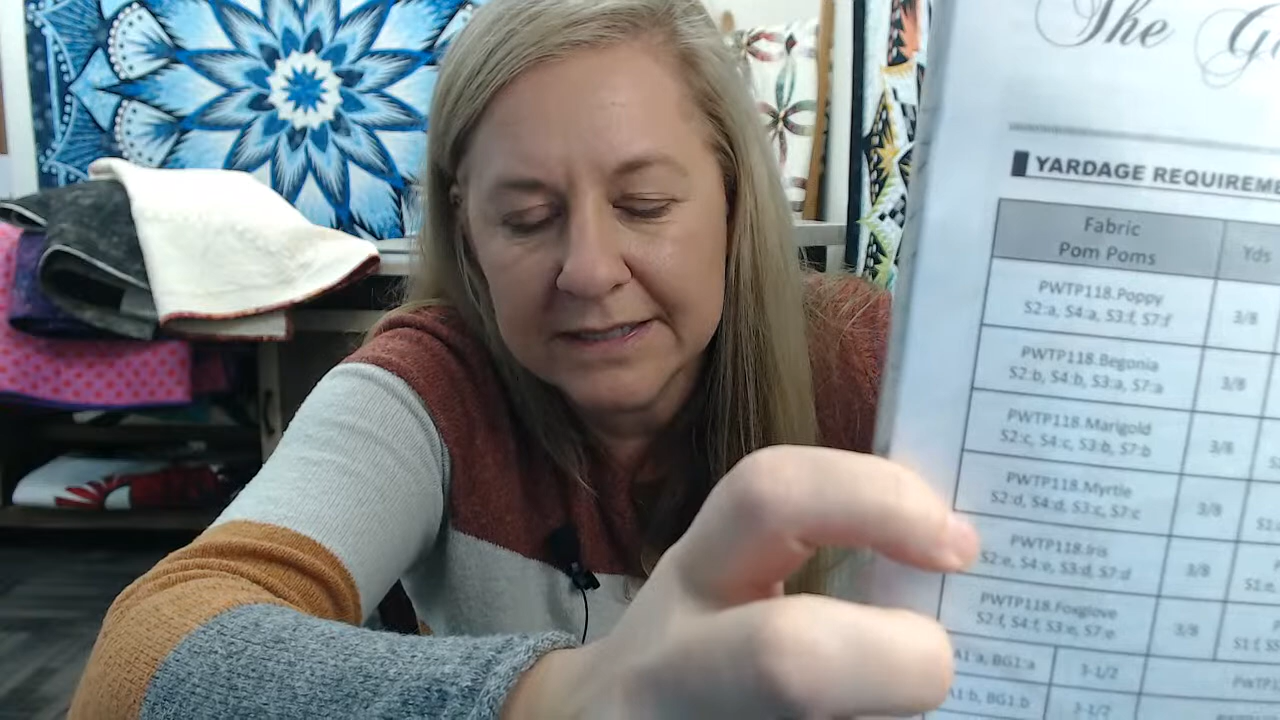 The
YARDAGE
Fabric
Pom Poms
Yds
PWTP118.Poppy
S2:a, S4:a, S3:f, S7:f
3/8
PWTP118.Begonia
S2:b, S4:b, S3:a, S7:a
3/8
PWTP118.Marigold
S2:c, S4:c, S3:b, S7:b
3/8
PWTP118.Myrtle
S2:d, S4:d, S3:c, S7:c
3/8
PWTP118.Iris
S2:e, S4:e, S3:d, S7:d
3/8
PWTP118.Foxglove
S2:f, S4:f, S3:e, S7:e
3/8
A1:a, BG1:a
1-1/2
A1:b, BG1:b
1-1/2